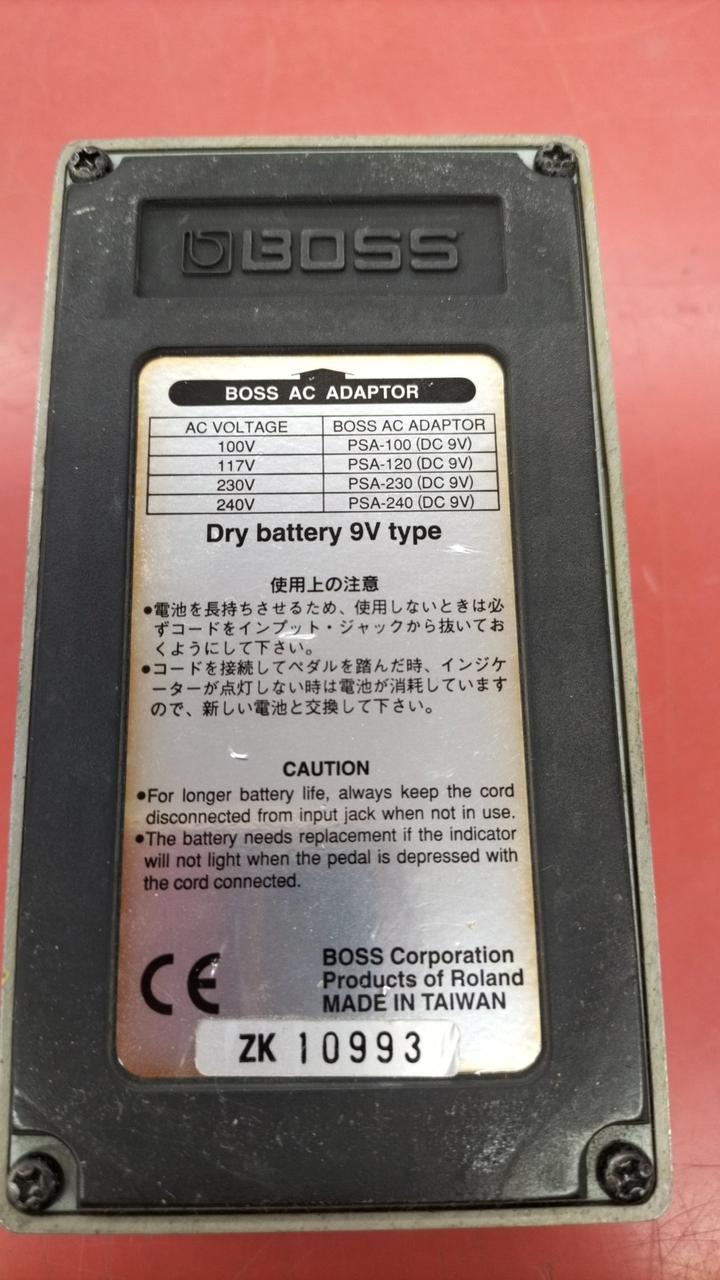 BOSS
BOSS AC ADAPTOR
AC VOLTAGE BOSS AC ADAPTOR
100V PSA-100 (DC 9V)
117V PSA-120 (DC 9V)
230V PSA-230 (DC 9V)
240V PSA-240 (DC 9V)
Dry battery 9V type
使用上の注意
●電池を長持ちさせるため、使用しないときは必
ずコードをインプット・ジャックから抜いてお
くようにして下さい。
●コードを接続してペダルを踏んだ時、インジケ
ーターが点灯しない時は電池が消耗しています
ので、新しい電池と交換して下さい。
CAUTION
●For longer battery life, always keep the cord
disconnected from input jack when not in use.
●The battery needs replacement if the indicator
will not light when the pedal is depressed with
the cord connected.
CE
BOSS Corporation
Products of Roland
MADE IN TAIWAN
ZK 10993